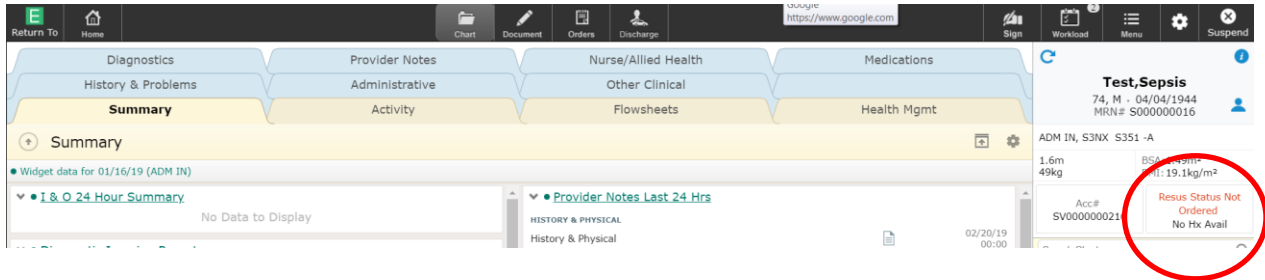 Google
https://www.google.com
E
Return To
Home
Chart
Document
Orders
Discharge
Sign
2
Workload
Menu
Suspend
Diagnostics
Provider Notes
Nurse/Allied Health
Medications
History & Problems
Administrative
Other Clinical
Summary
Activity
Flowsheets
Health Mgmt
Summary
Widget data for 01/16/19 (ADM IN)
I & O 24 Hour Summary
No Data to Display
Provider Notes Last 24 Hrs
HISTORY & PHYSICAL
History & Physical
02/20/19
00:00
Test,Sepsis
74, M · 04/04/1944
MRN# S000000016
ADM IN, S3NX S351 -A
1.6m
49kg
BSA: 1.49m²
19.1kg/m²
Acc#
Resus Status Not
Ordered
No Hx Avail